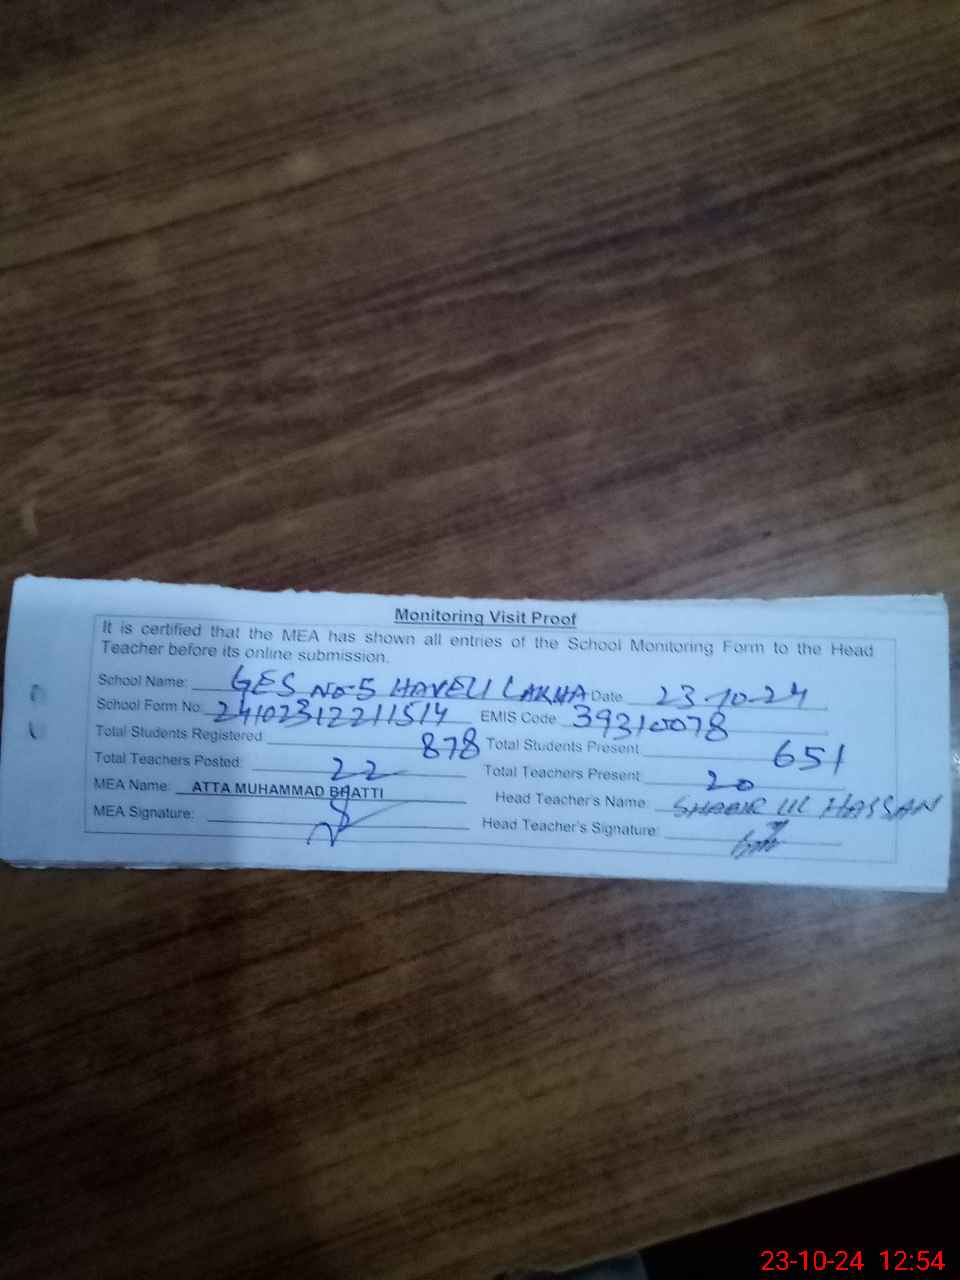 Monitoring Visit Proof
It is certified that the MEA has shown all entries of the School Monitoring Form to the Head
Teacher before its online submission.
School Name: GES No-5 HAVELI LAKHA Date 23-10-24
School Form No: 24102312211514 EMIS Code 39310078
Total Students Registered 878 Total Students Present 651
Total Teachers Posted: 22 Total Teachers Present 20
MEA Name: ATTA MUHAMMAD BHATTI Head Teacher's Name: SHABIR UL HASSAN
MEA Signature: Head Teacher's Signature:
23-10-24 12:54